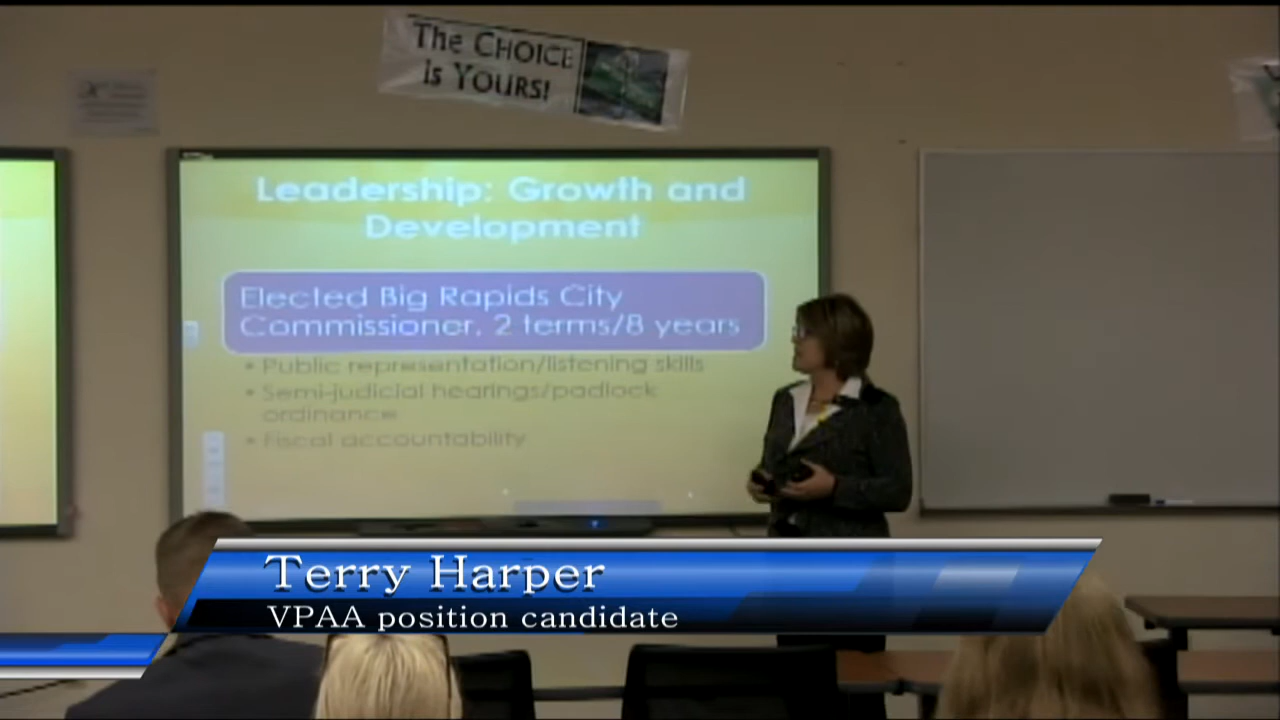 The CHOICE
is YOURS!
Leadership: Growth and
Development
Elected Big Rapids City
Commissioner, 2 terms/8 years
• Public representation/listening skills
• Semi-judicial hearings/padlock
ordinance
• Fiscal accountability
Terry Harper
VPAA position candidate